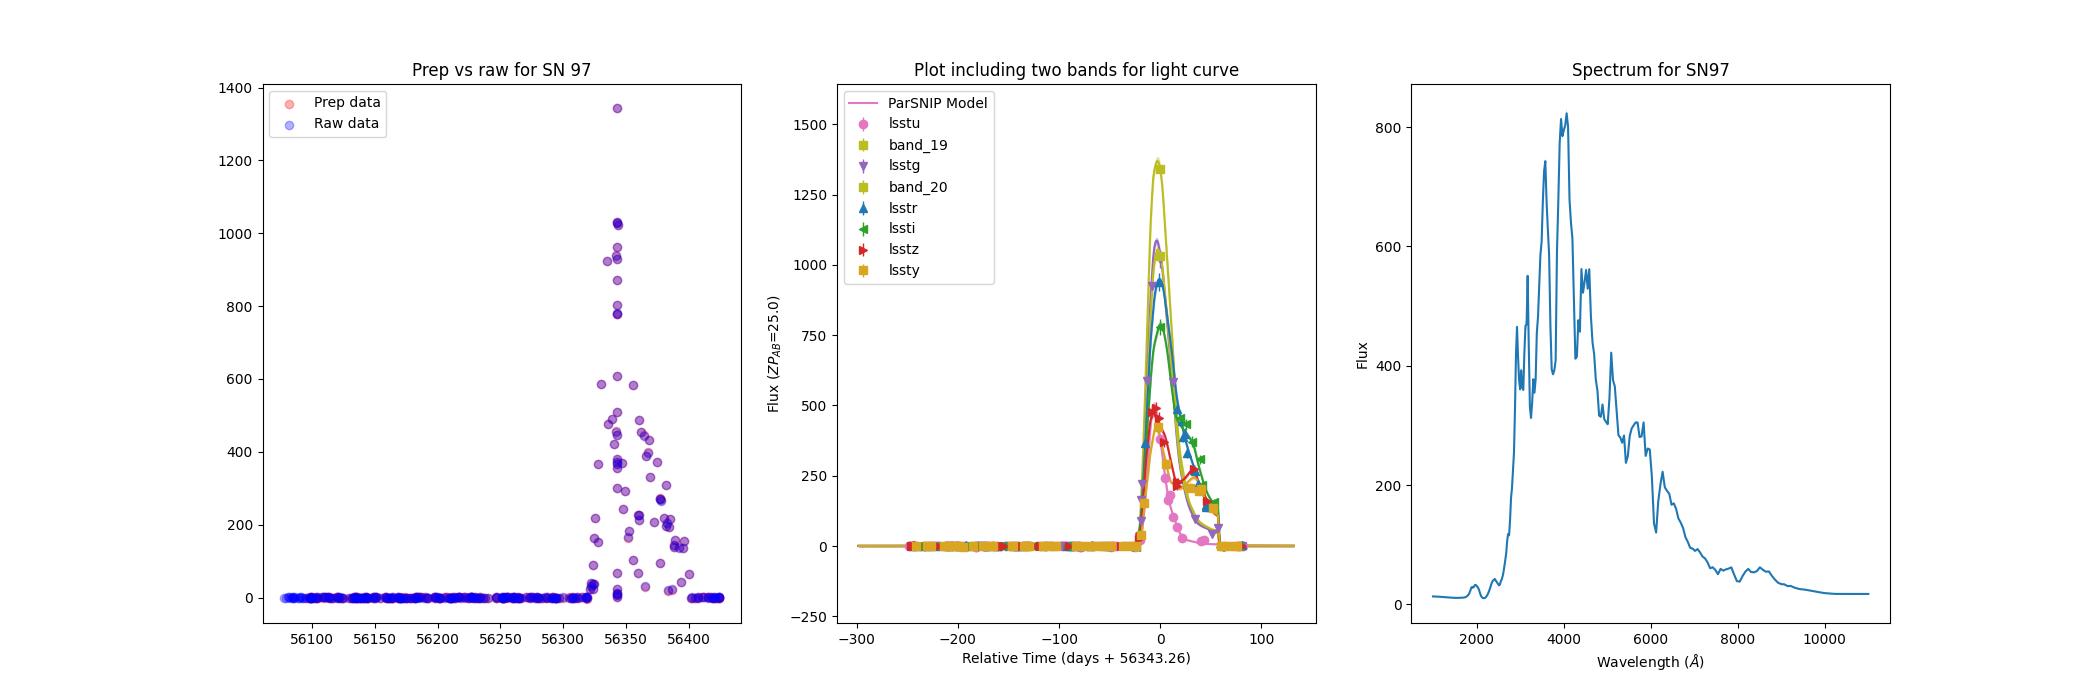 Prep vs raw for SN 97
1400
1200
1000
800
600
400
200
0
56100 56150 56200 56250 56300 56350 56400
Prep data
Raw data
Plot including two bands for light curve
Flux (ZP_AB=25.0)
1500
1250
1000
750
500
250
0
−250
−300 −200 −100 0 100
Relative Time (days + 56343.26)
ParSNIP Model
lsstu
band_19
lsstg
band_20
lsstr
lssti
lsstz
lssty
Spectrum for SN97
Flux
800
600
400
200
0
2000 4000 6000 8000 10000
Wavelength (Å)